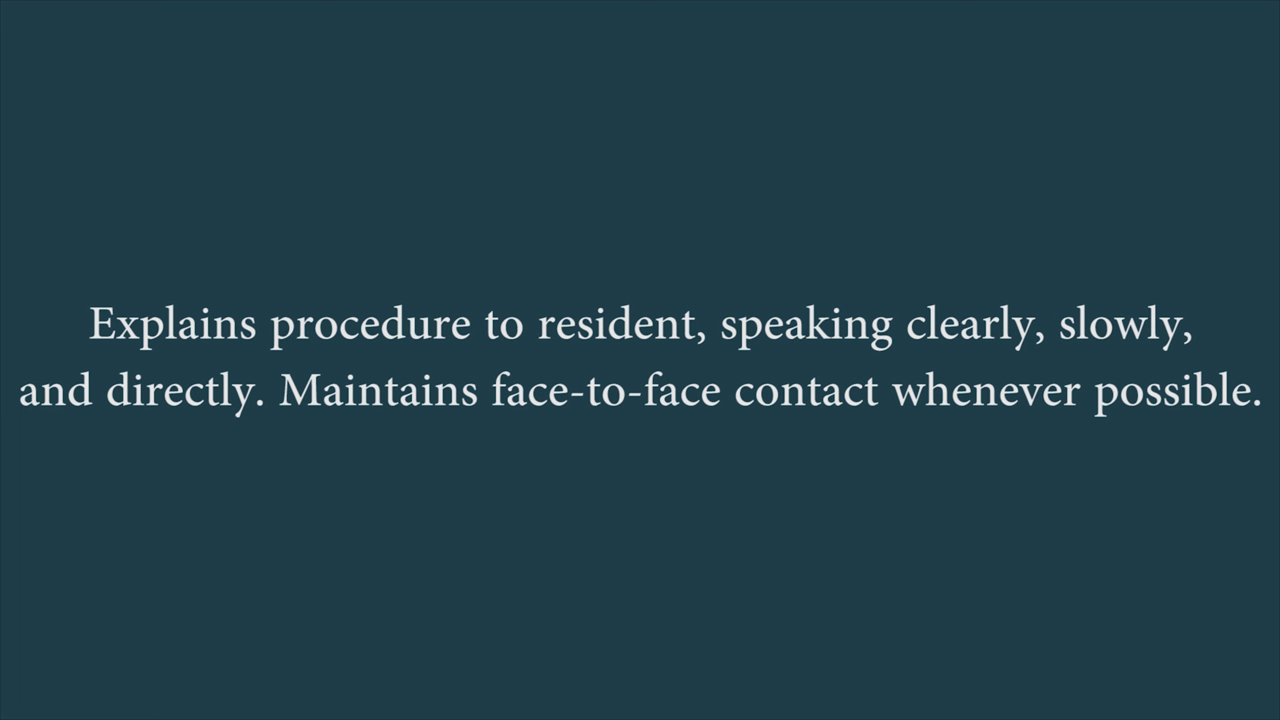 Explains procedure to resident, speaking clearly, slowly,
and directly. Maintains face-to-face contact whenever possible.